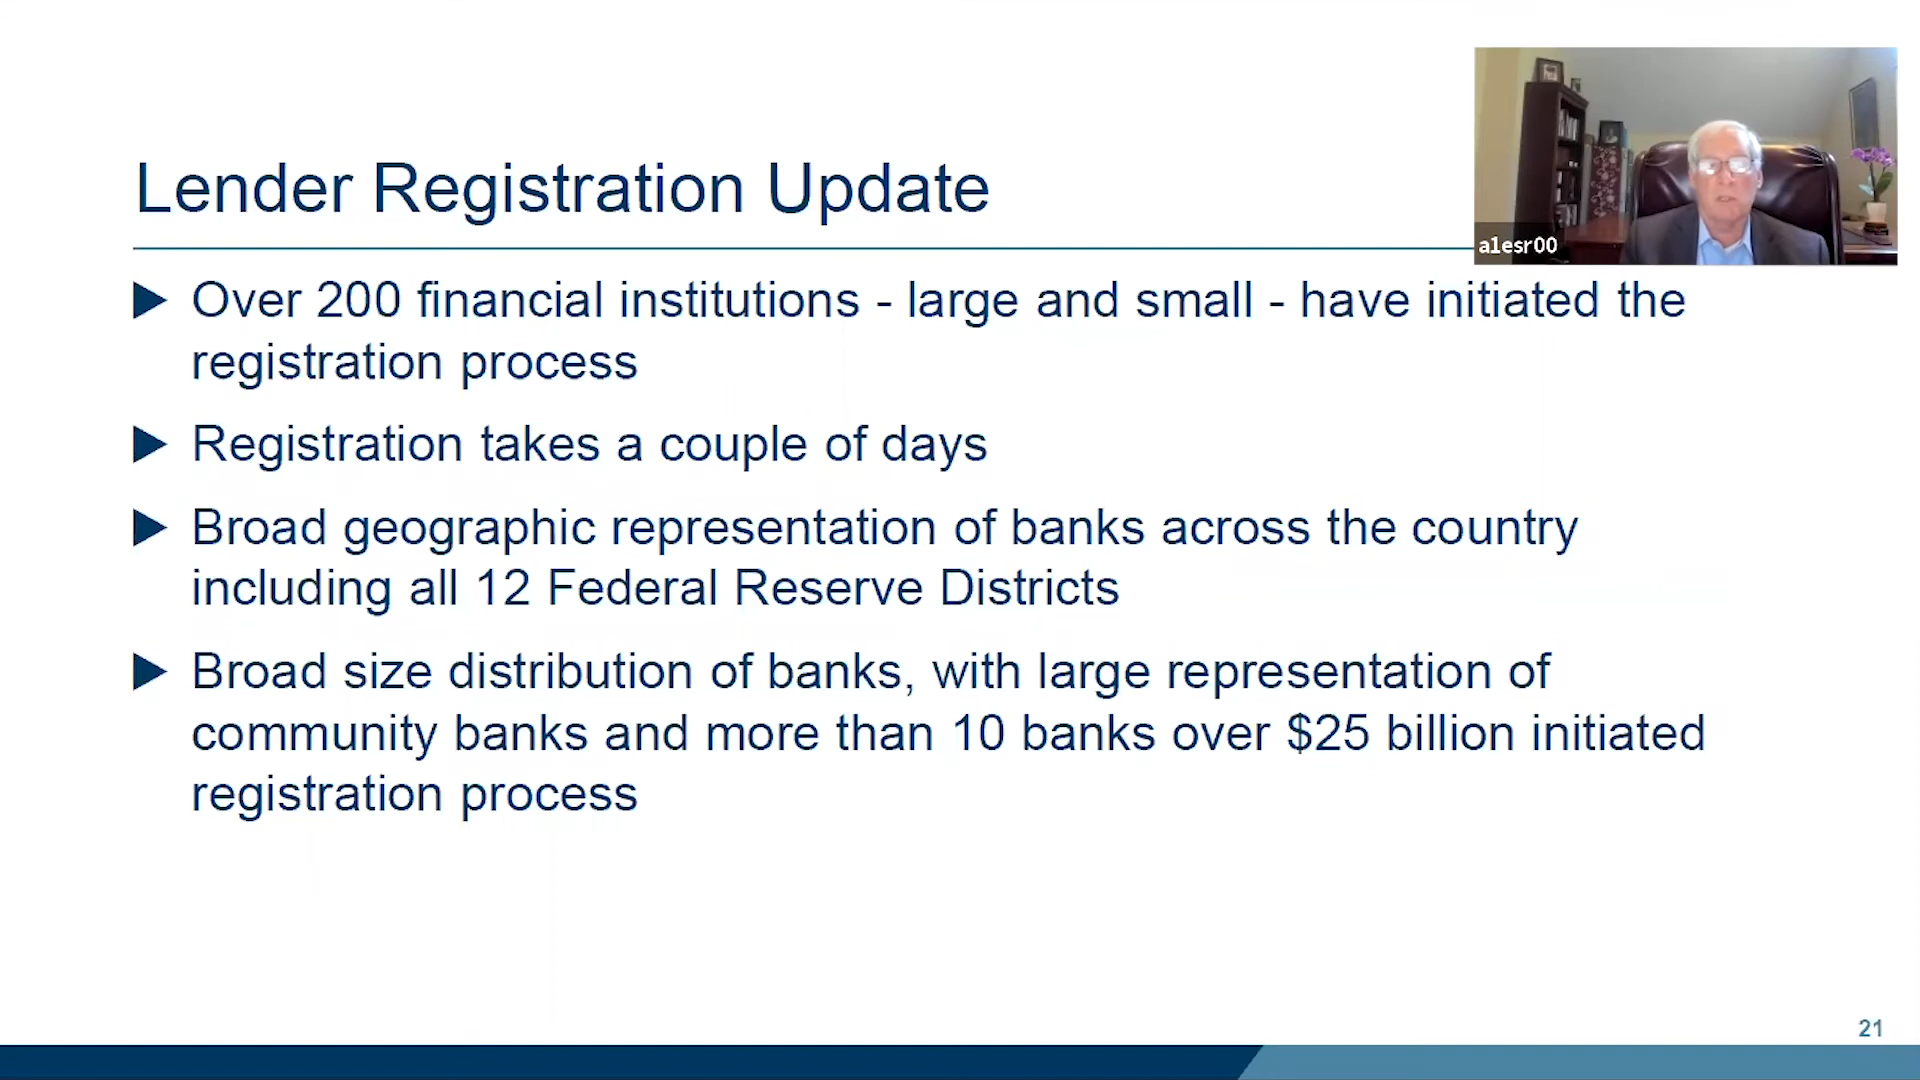 Lender Registration Update
a1esr00
Over 200 financial institutions - large and small - have initiated the
registration process
Registration takes a couple of days
Broad geographic representation of banks across the country
including all 12 Federal Reserve Districts
Broad size distribution of banks, with large representation of
community banks and more than 10 banks over $25 billion initiated
registration process
21